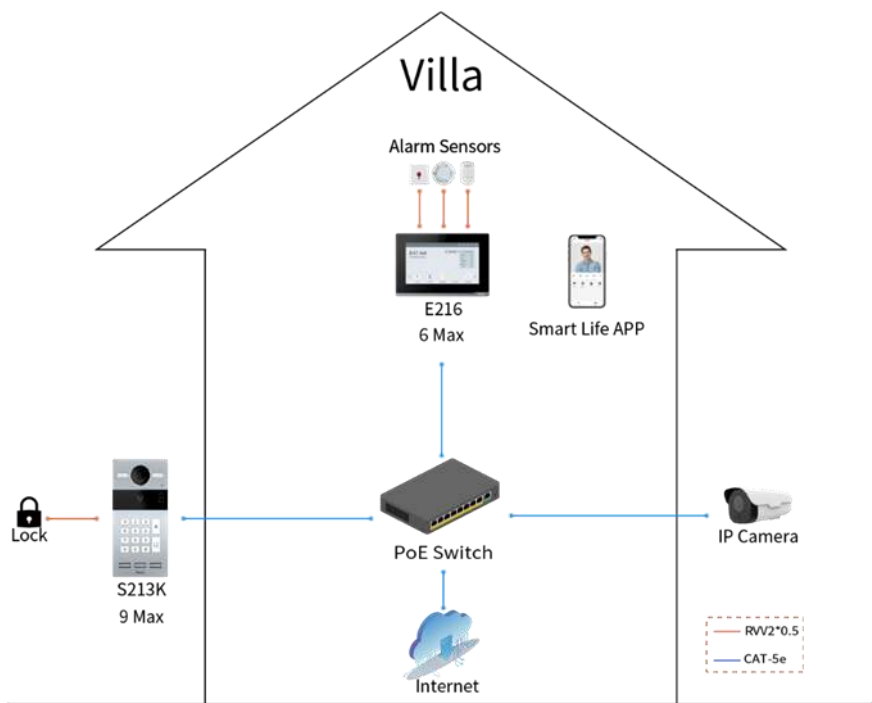 Villa
Alarm Sensors
E216
6 Max
Smart Life APP
Lock
S213K
9 Max
PoE Switch
IP Camera
Internet
RVV2*0.5
CAT-5e